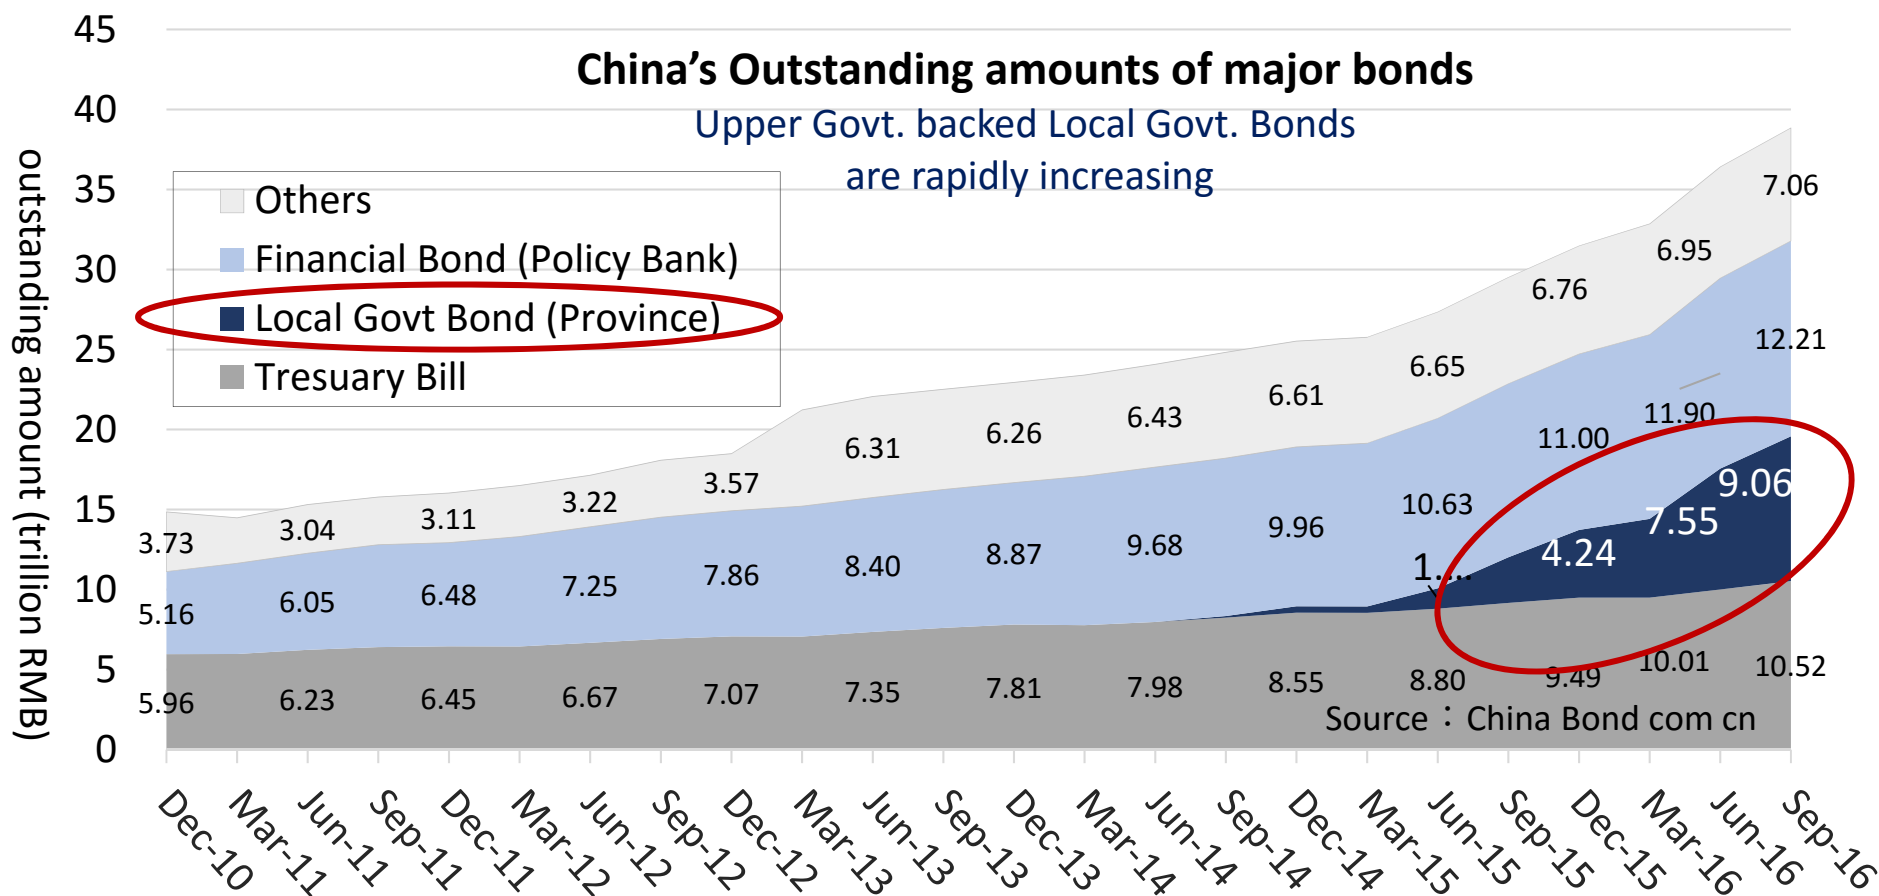 China’s Outstanding amounts of major bonds
Upper Govt. backed Local Govt. Bonds
are rapidly increasing
outstanding amount (trillion RMB)
45
40
35
30
25
20
15
10
5
0
Others
Financial Bond (Policy Bank)
Local Govt Bond (Province)
Tresuary Bill
3.73
3.04
3.11
3.22
3.57
6.31
6.26
6.43
6.61
6.65
6.76
6.95
7.06
5.16
6.05
6.48
7.25
7.86
8.40
8.87
9.68
9.96
10.63
11.00
11.90
12.21
1....
4.24
7.55
9.06
5.96
6.23
6.45
6.67
7.07
7.35
7.81
7.98
8.55
8.80
9.49
10.01
10.52
Source：China Bond com cn
Dec-10
Mar-11
Jun-11
Sep-11
Dec-11
Mar-12
Jun-12
Sep-12
Dec-12
Mar-13
Jun-13
Sep-13
Dec-13
Mar-14
Jun-14
Sep-14
Dec-14
Mar-15
Jun-15
Sep-15
Dec-15
Mar-16
Jun-16
Sep-16